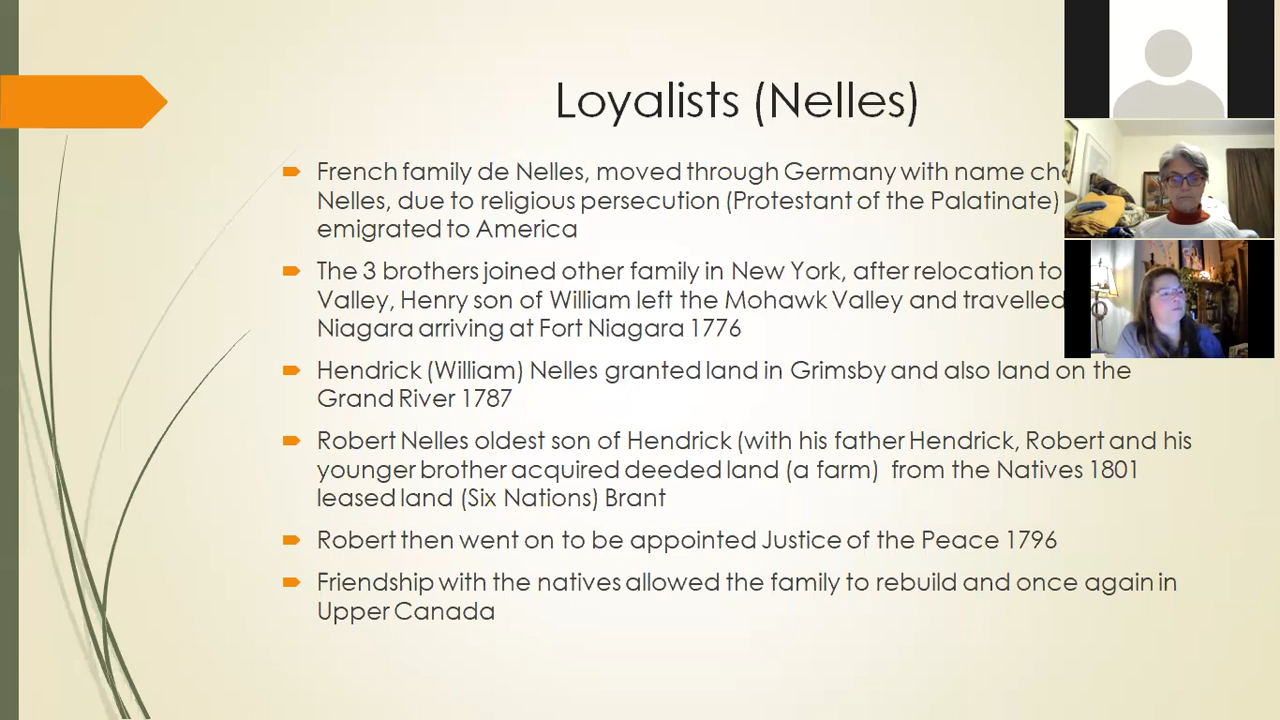 Loyalists (Nelles)
French family de Nelles, moved through Germany with name
Nelles, due to religious persecution (Protestant of the Palatinate)
emigrated to America
The 3 brothers joined other family in New York, after relocation to
Valley, Henry son of William left the Mohawk Valley and travelled
Niagara arriving at Fort Niagara 1776
Hendrick (William) Nelles granted land in Grimsby and also land on the
Grand River 1787
Robert Nelles oldest son of Hendrick (with his father Hendrick, Robert and his
younger brother acquired deeded land (a farm) from the Natives 1801
leased land (Six Nations) Brant
Robert then went on to be appointed Justice of the Peace 1796
Friendship with the natives allowed the family to rebuild and once again in
Upper Canada